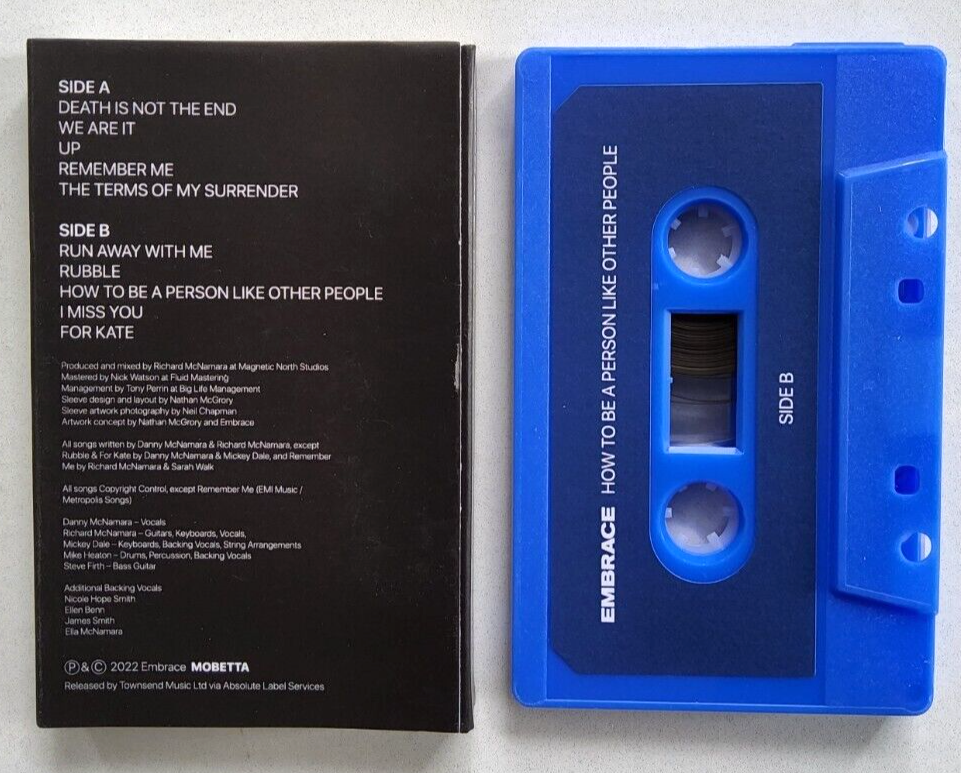 SIDE A
DEATH IS NOT THE END
WE ARE IT
UP
REMEMBER ME
THE TERMS OF MY SURRENDER
SIDE B
RUN AWAY WITH ME
RUBBLE
HOW TO BE A PERSON LIKE OTHER PEOPLE
I MISS YOU
FOR KATE
Produced and mixed by Richard McNamara at Magnetic North Studios
Mastered by Nick Watson at Fluid Mastering
Management by Tony Perrin at Big Life Management
Sleeve design and layout by Nathan McGrory
Sleeve artwork photography by Neil Chapman
Artwork concept by Nathan McGrory and Embrace
All songs written by Danny McNamara & Richard McNamara, except
Rubble & For Kate by Danny McNamara & Mickey Dale, and Remember
Me by Richard McNamara & Sarah Walk
All songs Copyright Control, except Remember Me (EMI Music /
Metropolis Songs)
Danny McNamara – Vocals
Richard McNamara – Guitars, Keyboards, Vocals,
Mickey Dale – Keyboards, Backing Vocals, String Arrangements
Mike Heaton – Drums, Percussion, Backing Vocals
Steve Firth – Bass Guitar
Additional Backing Vocals
Nicole Hope Smith
Ellen Benn
James Smith
Ella McNamara
Ⓟ & © 2022 Embrace MOBETTA
Released by Townsend Music Ltd via Absolute Label Services
EMBRACE HOW TO BE A PERSON LIKE OTHER PEOPLE
SIDE B